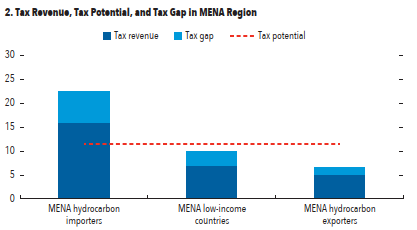 2. Tax Revenue, Tax Potential, and Tax Gap in MENA Region
Tax revenue Tax gap Tax potential
30
25
20
15
10
5
0
MENA hydrocarbon importers
MENA low-income countries
MENA hydrocarbon exporters